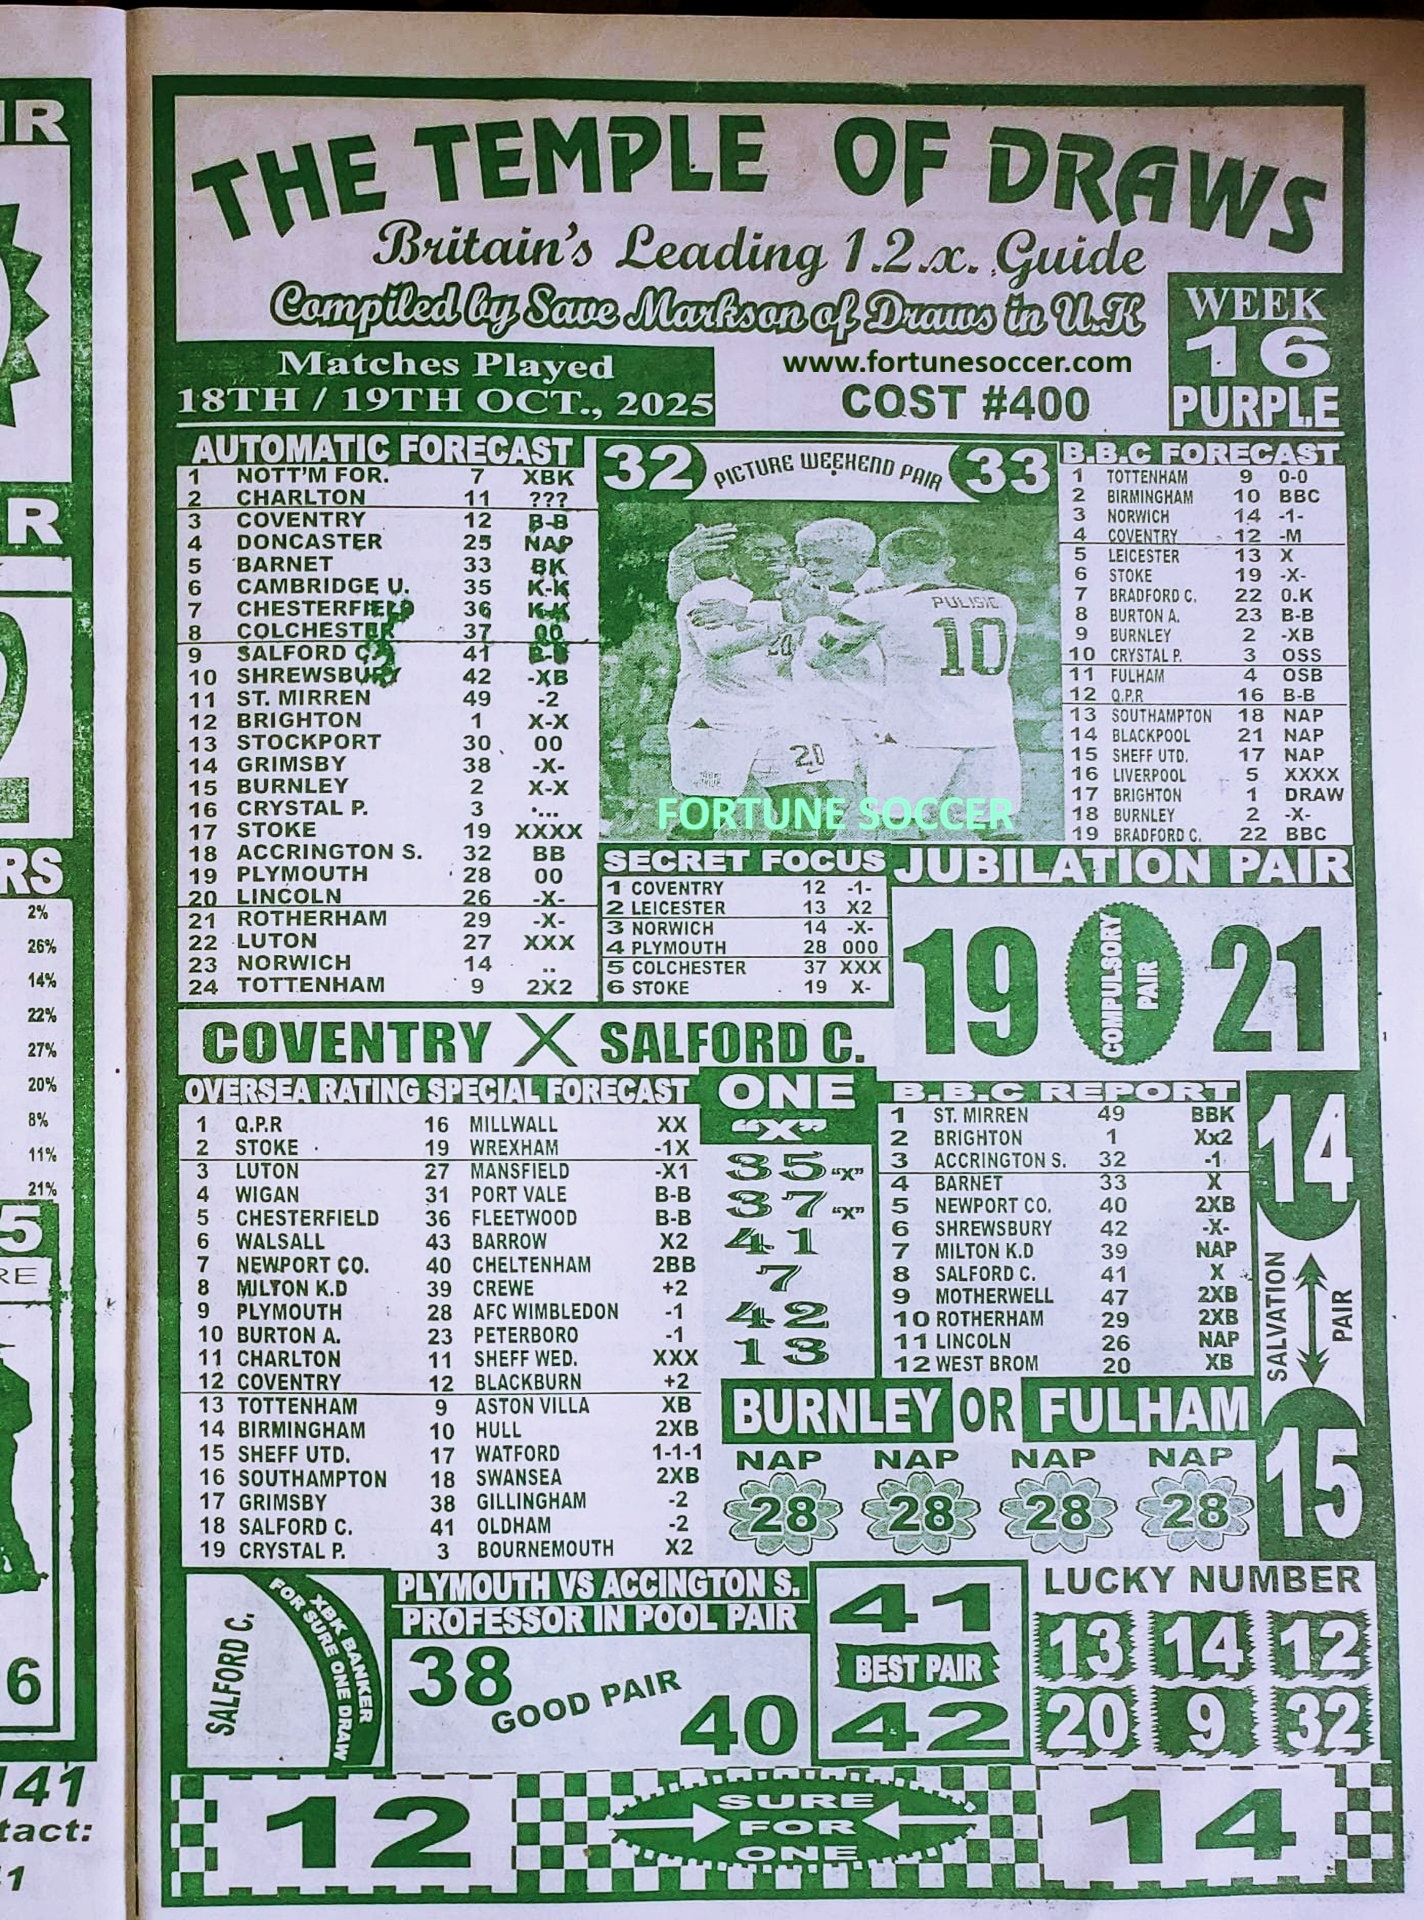 IR
R
RS
2%
26%
14%
22%
27%
20%
8%
11%
21%
5
RE
6
141
tact:
1
THE TEMPLE OF DRAWS
Britain's Leading 1.2.x. Guide
Compiled by Save Markson of Draws in U.K
WEEK
16
PURPLE
Matches Played
18TH / 19TH OCT., 2025
www.fortunesoccer.com
COST #400
AUTOMATIC FORECAST
1 NOTT'M FOR. 7 XBK
2 CHARLTON 11 ???
3 COVENTRY 12 B-B
4 DONCASTER 25 NAP
5 BARNET 33 BK
6 CAMBRIDGE U. 35 K-K
7 CHESTERFIELD 36 K-K
8 COLCHESTER 37 00
9 SALFORD C. 41 B-B
10 SHREWSBURY 42 -XB
11 ST. MIRREN 49 -2
12 BRIGHTON 1 X-X
13 STOCKPORT 30 00
14 GRIMSBY 38 -X-
15 BURNLEY 2 X-X
16 CRYSTAL P. 3 ....
17 STOKE 19 XXXX
18 ACCRINGTON S. 32 BB
19 PLYMOUTH 28 00
20 LINCOLN 26 -X-
21 ROTHERHAM 29 -X-
22 LUTON 27 XXX
23 NORWICH 14 ..
24 TOTTENHAM 9 2X2
32 PICTURE WEEKEND PAIR 33
PULISIC
10
20
20
FORTUNE SOCCER
B.B.C FORECAST
1 TOTTENHAM 9 0-0
2 BIRMINGHAM 10 BBC
3 NORWICH 14 -1-
4 COVENTRY 12 -M
5 LEICESTER 13 X
6 STOKE 19 -X-
7 BRADFORD C. 22 0.K
8 BURTON A. 23 B-B
9 BURNLEY 2 -XB
10 CRYSTAL P. 3 OSS
11 FULHAM 4 OSB
12 Q.P.R 16 B-B
13 SOUTHAMPTON 18 NAP
14 BLACKPOOL 21 NAP
15 SHEFF UTD. 17 NAP
16 LIVERPOOL 5 XXXX
17 BRIGHTON 1 DRAW
18 BURNLEY 2 -X-
19 BRADFORD C. 22 BBC
SECRET FOCUS
1 COVENTRY 12 -1-
2 LEICESTER 13 X2
3 NORWICH 14 -X-
4 PLYMOUTH 28 000
5 COLCHESTER 37 XXX
6 STOKE 19 X-
JUBILATION PAIR
19 COMPULSORY PAIR 21
COVENTRY X SALFORD C.
OVERSEA RATING SPECIAL FORECAST
1 Q.P.R 16 MILLWALL XX
2 STOKE 19 WREXHAM -1X
3 LUTON 27 MANSFIELD -X1
4 WIGAN 31 PORT VALE B-B
5 CHESTERFIELD 36 FLEETWOOD B-B
6 WALSALL 43 BARROW X2
7 NEWPORT CO. 40 CHELTENHAM 2BB
8 MILTON K.D 39 CREWE +2
9 PLYMOUTH 28 AFC WIMBLEDON -1
10 BURTON A. 23 PETERBORO -1
11 CHARLTON 11 SHEFF WED. XXX
12 COVENTRY 12 BLACKBURN +2
13 TOTTENHAM 9 ASTON VILLA XB
14 BIRMINGHAM 10 HULL 2XB
15 SHEFF UTD. 17 WATFORD 1-1-1
16 SOUTHAMPTON 18 SWANSEA 2XB
17 GRIMSBY 38 GILLINGHAM -2
18 SALFORD C. 41 OLDHAM -2
19 CRYSTAL P. 3 BOURNEMOUTH X2
ONE
"X"
35 "X"
37 "X"
41
7
42
13
B.B.C REPORT
1 ST. MIRREN 49 BBK
2 BRIGHTON 1 Xx2
3 ACCRINGTON S. 32 -1
4 BARNET 33 X
5 NEWPORT CO. 40 2XB
6 SHREWSBURY 42 -X-
7 MILTON K.D 39 NAP
8 SALFORD C. 41 X
9 MOTHERWELL 47 2XB
10 ROTHERHAM 29 2XB
11 LINCOLN 26 NAP
12 WEST BROM 20 XB
14
SALVATION PAIR
15
BURNLEY OR FULHAM
NAP NAP NAP NAP
28 28 28 28
SALFORD C.
XBK BANKER
FOR SURE ONE DRAW
PLYMOUTH VS ACCINGTON S.
PROFESSOR IN POOL PAIR
38
GOOD PAIR
40
41
BEST PAIR
42
LUCKY NUMBER
13 14 12
20 9 32
12
SURE
FOR
ONE
14